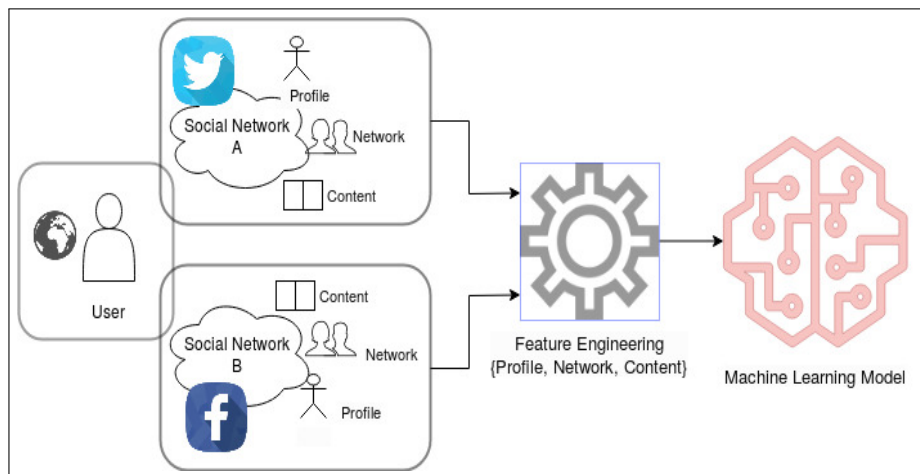 Profile
Social Network
A
Network
Content
User
Content
Social Network
B
Network
Profile
Feature Engineering
{Profile, Network, Content}
Machine Learning Model